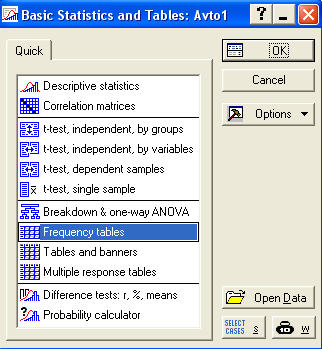 Basic Statistics and Tables: Avto1
?
Quick
OK
Cancel
Options
Descriptive statistics
Correlation matrices
t-test, independent, by groups
t-test, independent, by variables
t-test, dependent samples
t-test, single sample
Breakdown & one-way ANOVA
Frequency tables
Tables and banners
Multiple response tables
Difference tests: r, %, means
Probability calculator
Open Data
SELECT CASES S
W